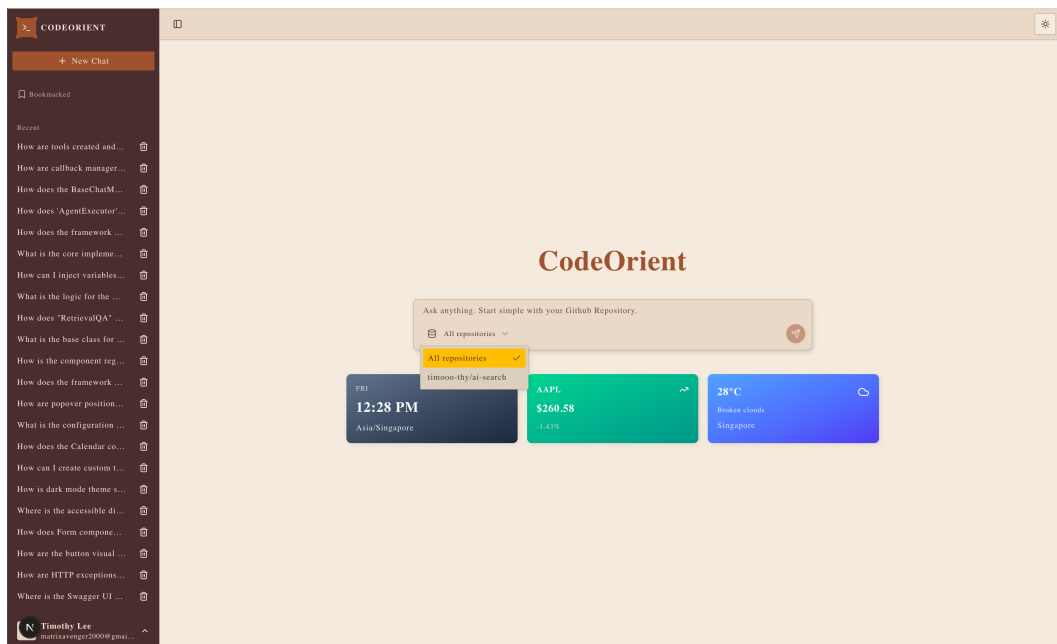 CODEORIENT
+ New Chat
Bookmarked
Recent
How are tools created and...
How are callback manager...
How does the BaseChatM...
How does 'AgentExecutor'...
How does the framework ...
What is the core impleme...
How can I inject variables...
What is the logic for the ...
How does "RetrievalQA" ...
What is the base class for ...
How is the component reg...
How does the framework ...
How are popover position...
What is the configuration ...
How does the Calendar co...
How can I create custom t...
How is dark mode theme s...
Where is the accessible di...
How does Form compone...
How are the button visual ...
How are HTTP exceptions...
Where is the Swagger UI ...
N
Timothy Lee
matrixavenger2000@gmai...
CodeOrient
Ask anything. Start simple with your Github Repository.
All repositories
All repositories
timooo-thy/ai-search
FRI
12:28 PM
Asia/Singapore
AAPL
$260.58
-1.43%
28°C
Broken clouds
Singapore